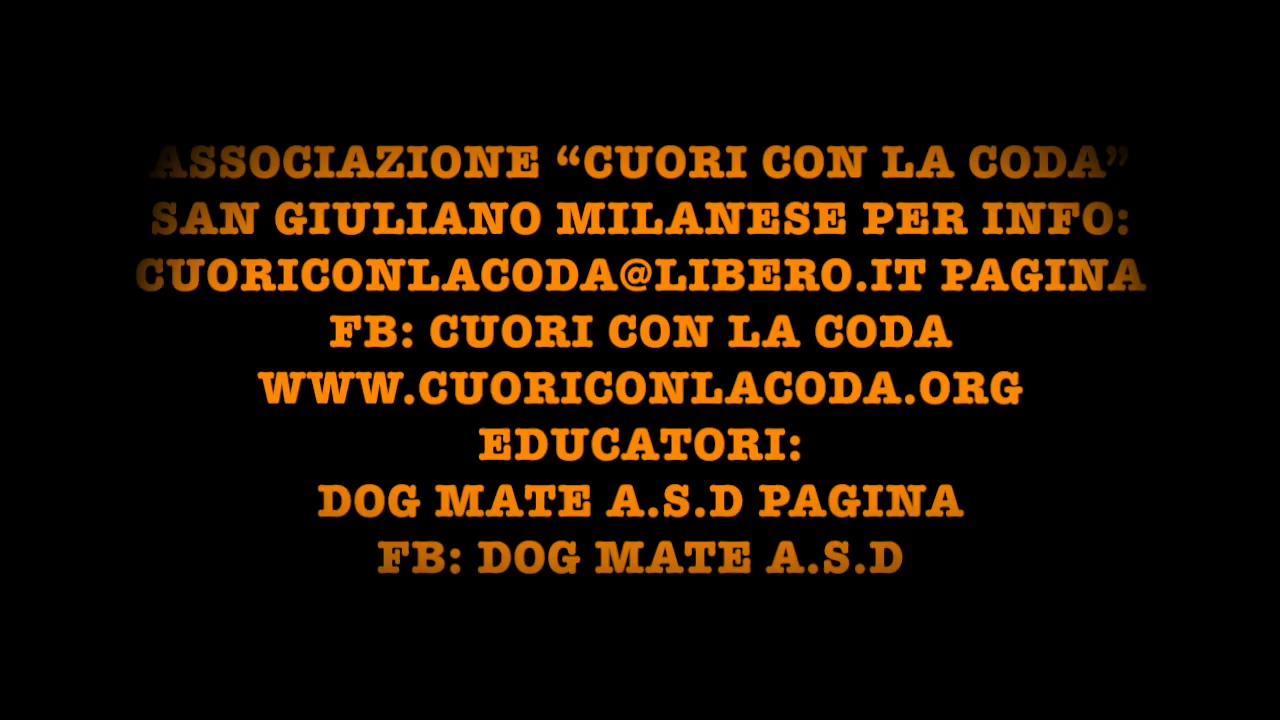 ASSOCIAZIONE “CUORI CON LA CODA”
SAN GIULIANO MILANESE PER INFO:
CUORICONLACODA@LIBERO.IT PAGINA
FB: CUORI CON LA CODA
WWW.CUORICONLACODA.ORG
EDUCATORI:
DOG MATE A.S.D PAGINA
FB: DOG MATE A.S.D